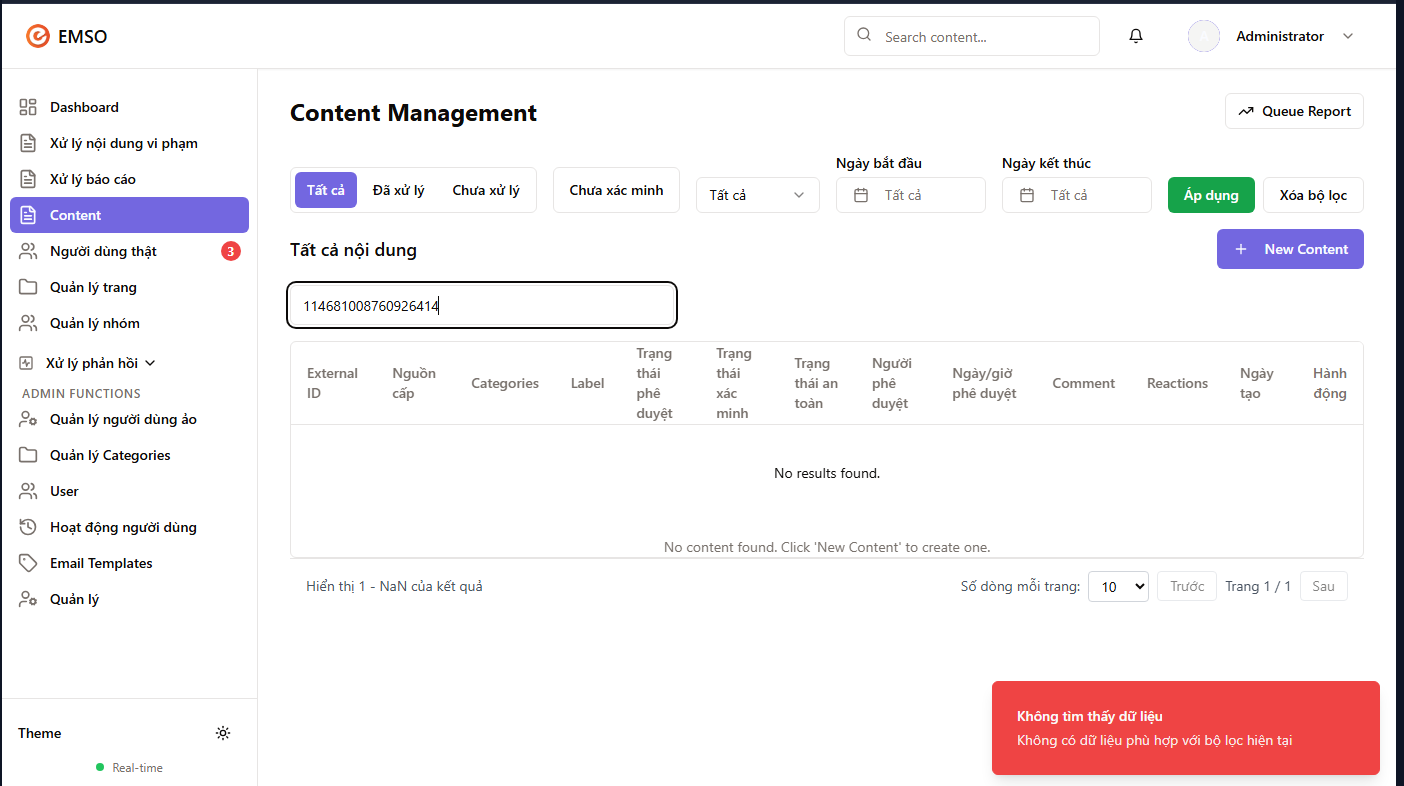 EMSO
Search content...
Administrator
Dashboard
Xử lý nội dung vi phạm
Xử lý báo cáo
Content
Người dùng thật
3
Quản lý trang
Quản lý nhóm
Xử lý phản hồi
ADMIN FUNCTIONS
Quản lý người dùng ảo
Quản lý Categories
User
Hoạt động người dùng
Email Templates
Quản lý
Theme
Real-time
Content Management
Queue Report
Tất cả
Đã xử lý
Chưa xử lý
Chưa xác minh
Tất cả
Ngày bắt đầu
Tất cả
Ngày kết thúc
Tất cả
Áp dụng
Xóa bộ lọc
Tất cả nội dung
New Content
114681008760926414
External
ID
Nguồn
cấp
Categories
Label
Trạng
thái
phê
duyệt
Trạng
thái
xác
minh
Trạng
thái an
toàn
Người
phê
duyệt
Ngày/giờ
phê duyệt
Comment
Reactions
Ngày
tạo
Hành
động
No results found.
No content found. Click 'New Content' to create one.
Hiển thị 1 - NaN của kết quả
Số dòng mỗi trang:
10
Trước
Trang 1 / 1
Sau
Không tìm thấy dữ liệu
Không có dữ liệu phù hợp với bộ lọc hiện tại